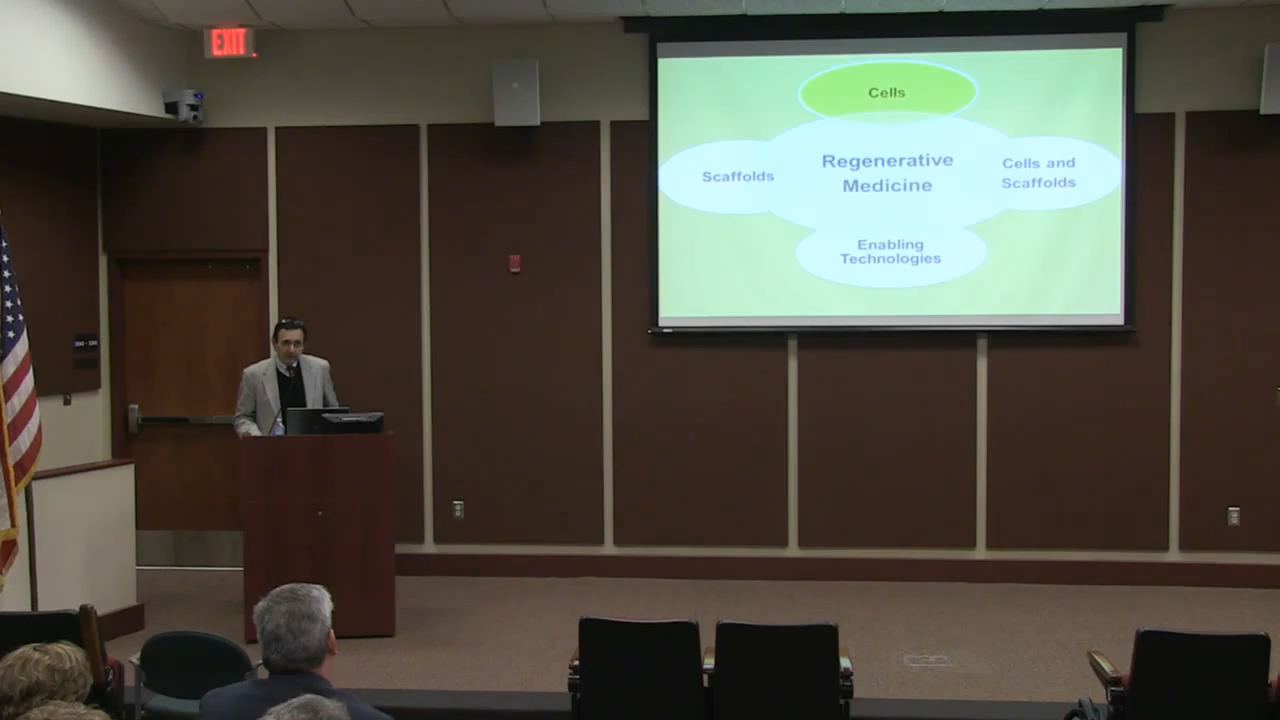 EXIT
Cells
Regenerative
Medicine
Scaffolds
Cells and
Scaffolds
Enabling
Technologies